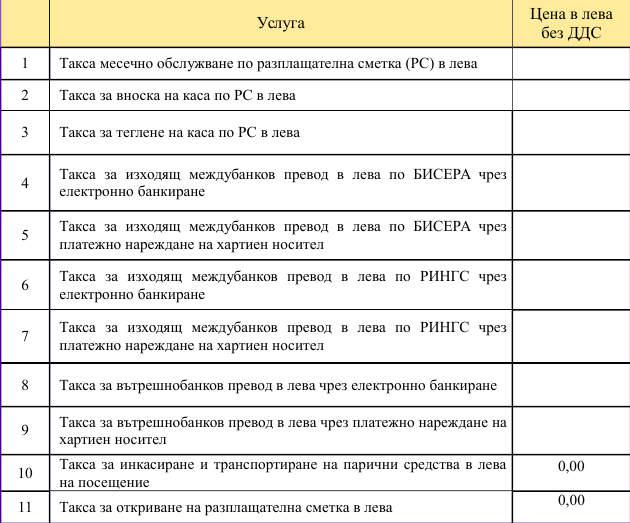 Услуга
Цена в лева
без ДДС
1 Такса месечно обслужване по разплащателна сметка (РС) в лева
2 Такса за вноска на каса по РС в лева
3 Такса за теглене на каса по РС в лева
4 Такса за изходящ междубанков превод в лева по БИСЕРА чрез
електронно банкиране
5 Такса за изходящ междубанков превод в лева по БИСЕРА чрез
платежно нареждане на хартиен носител
6 Такса за изходящ междубанков превод в лева по РИНГС чрез
електронно банкиране
7 Такса за изходящ междубанков превод в лева по РИНГС чрез
платежно нареждане на хартиен носител
8 Такса за вътрешнобанков превод в лева чрез електронно банкиране
9 Такса за вътрешнобанков превод в лева чрез платежно нареждане на
хартиен носител
10 Такса за инкасиране и транспортиране на парични средства в лева 0,00
на посещение
11 Такса за откриване на разплащателна сметка в лева 0,00